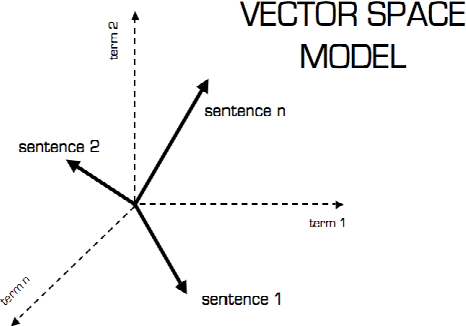 VECTOR SPACE
MODEL
term 2
sentence n
sentence 2
term 1
term n
sentence 1